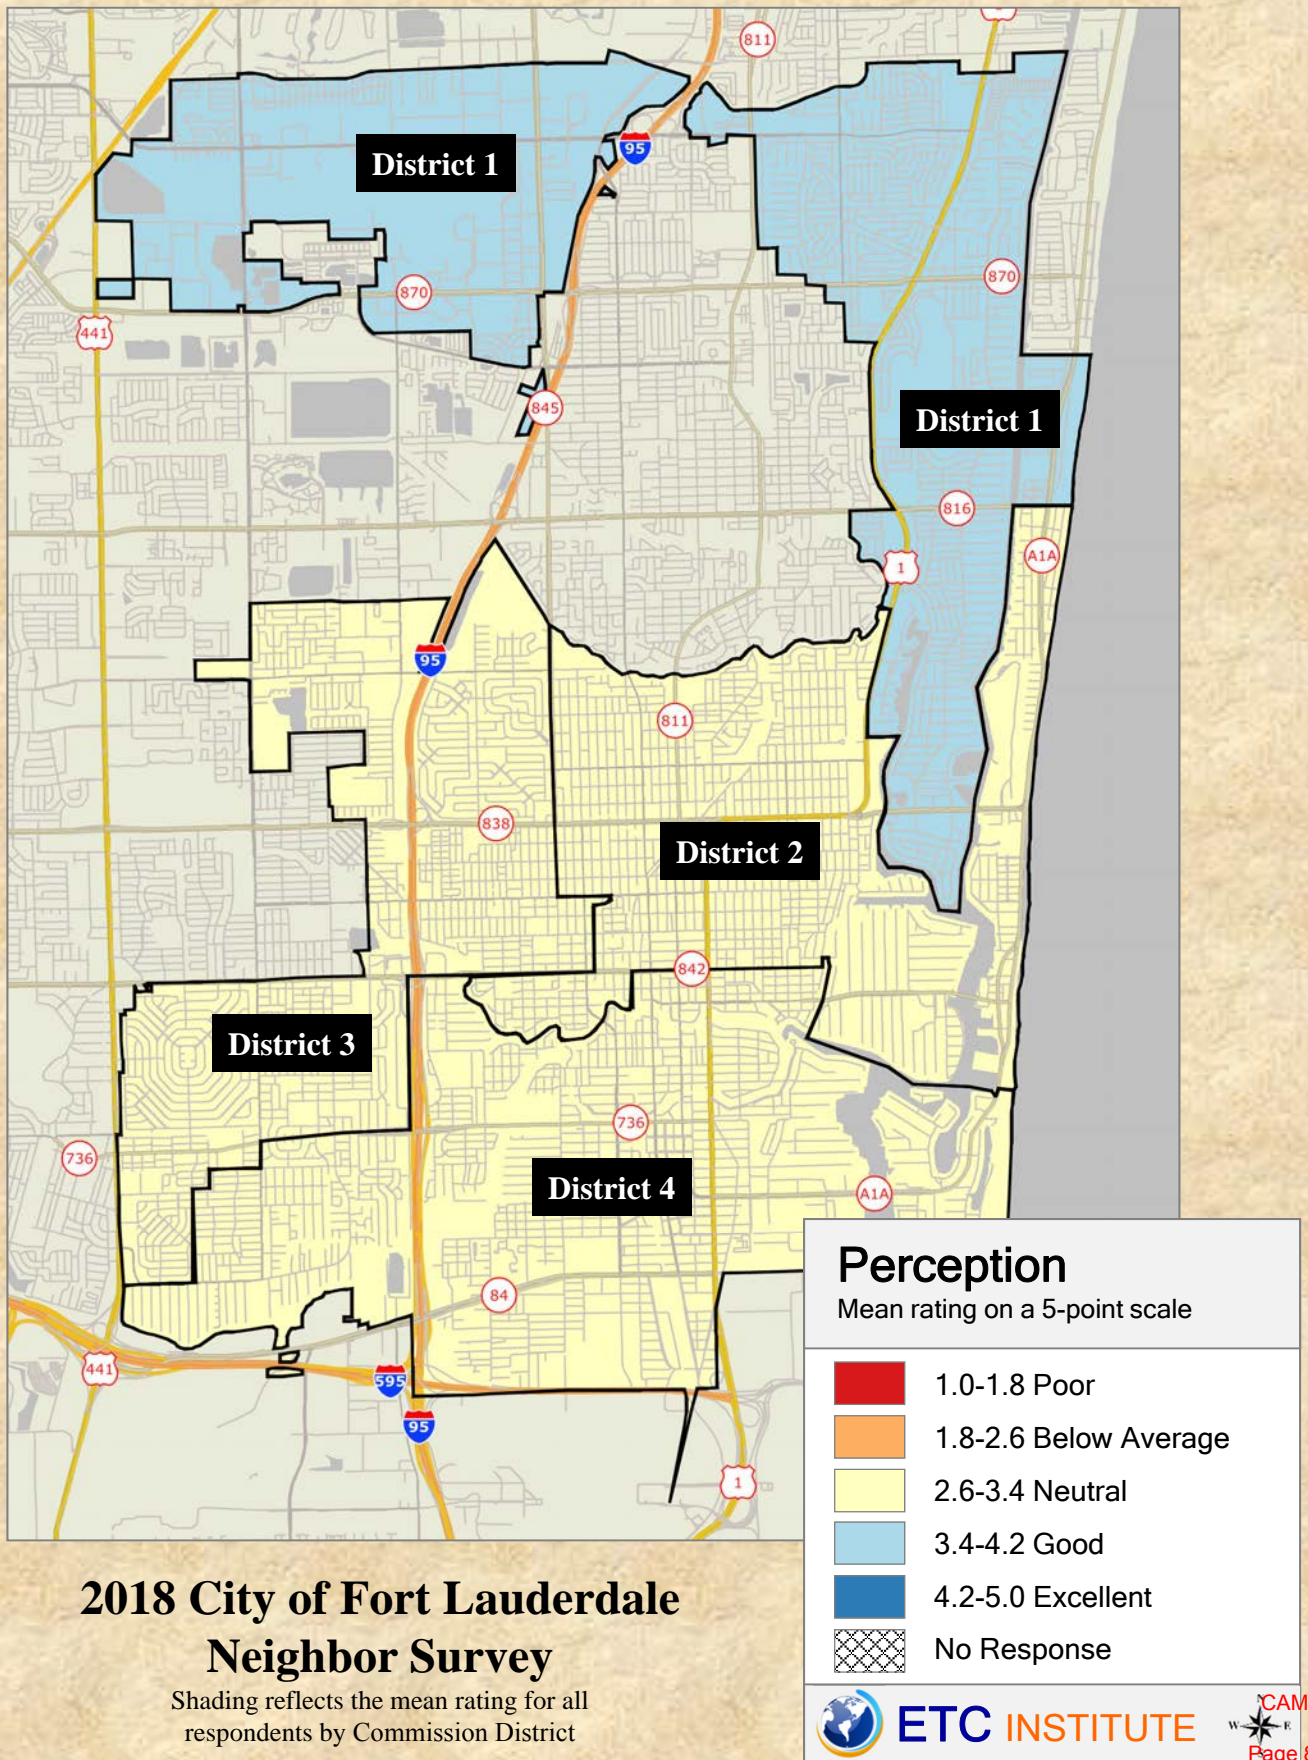 811
District 1
95
870
870
441
845
District 1
816
A1A
1
95
811
838
District 2
842
District 3
736
736
District 4
A1A
84
441
595
95
1
Perception
Mean rating on a 5-point scale
1.0-1.8 Poor
1.8-2.6 Below Average
2.6-3.4 Neutral
3.4-4.2 Good
4.2-5.0 Excellent
No Response
2018 City of Fort Lauderdale
Neighbor Survey
Shading reflects the mean rating for all
respondents by Commission District
ETC INSTITUTE
W E
CAM
Page 8